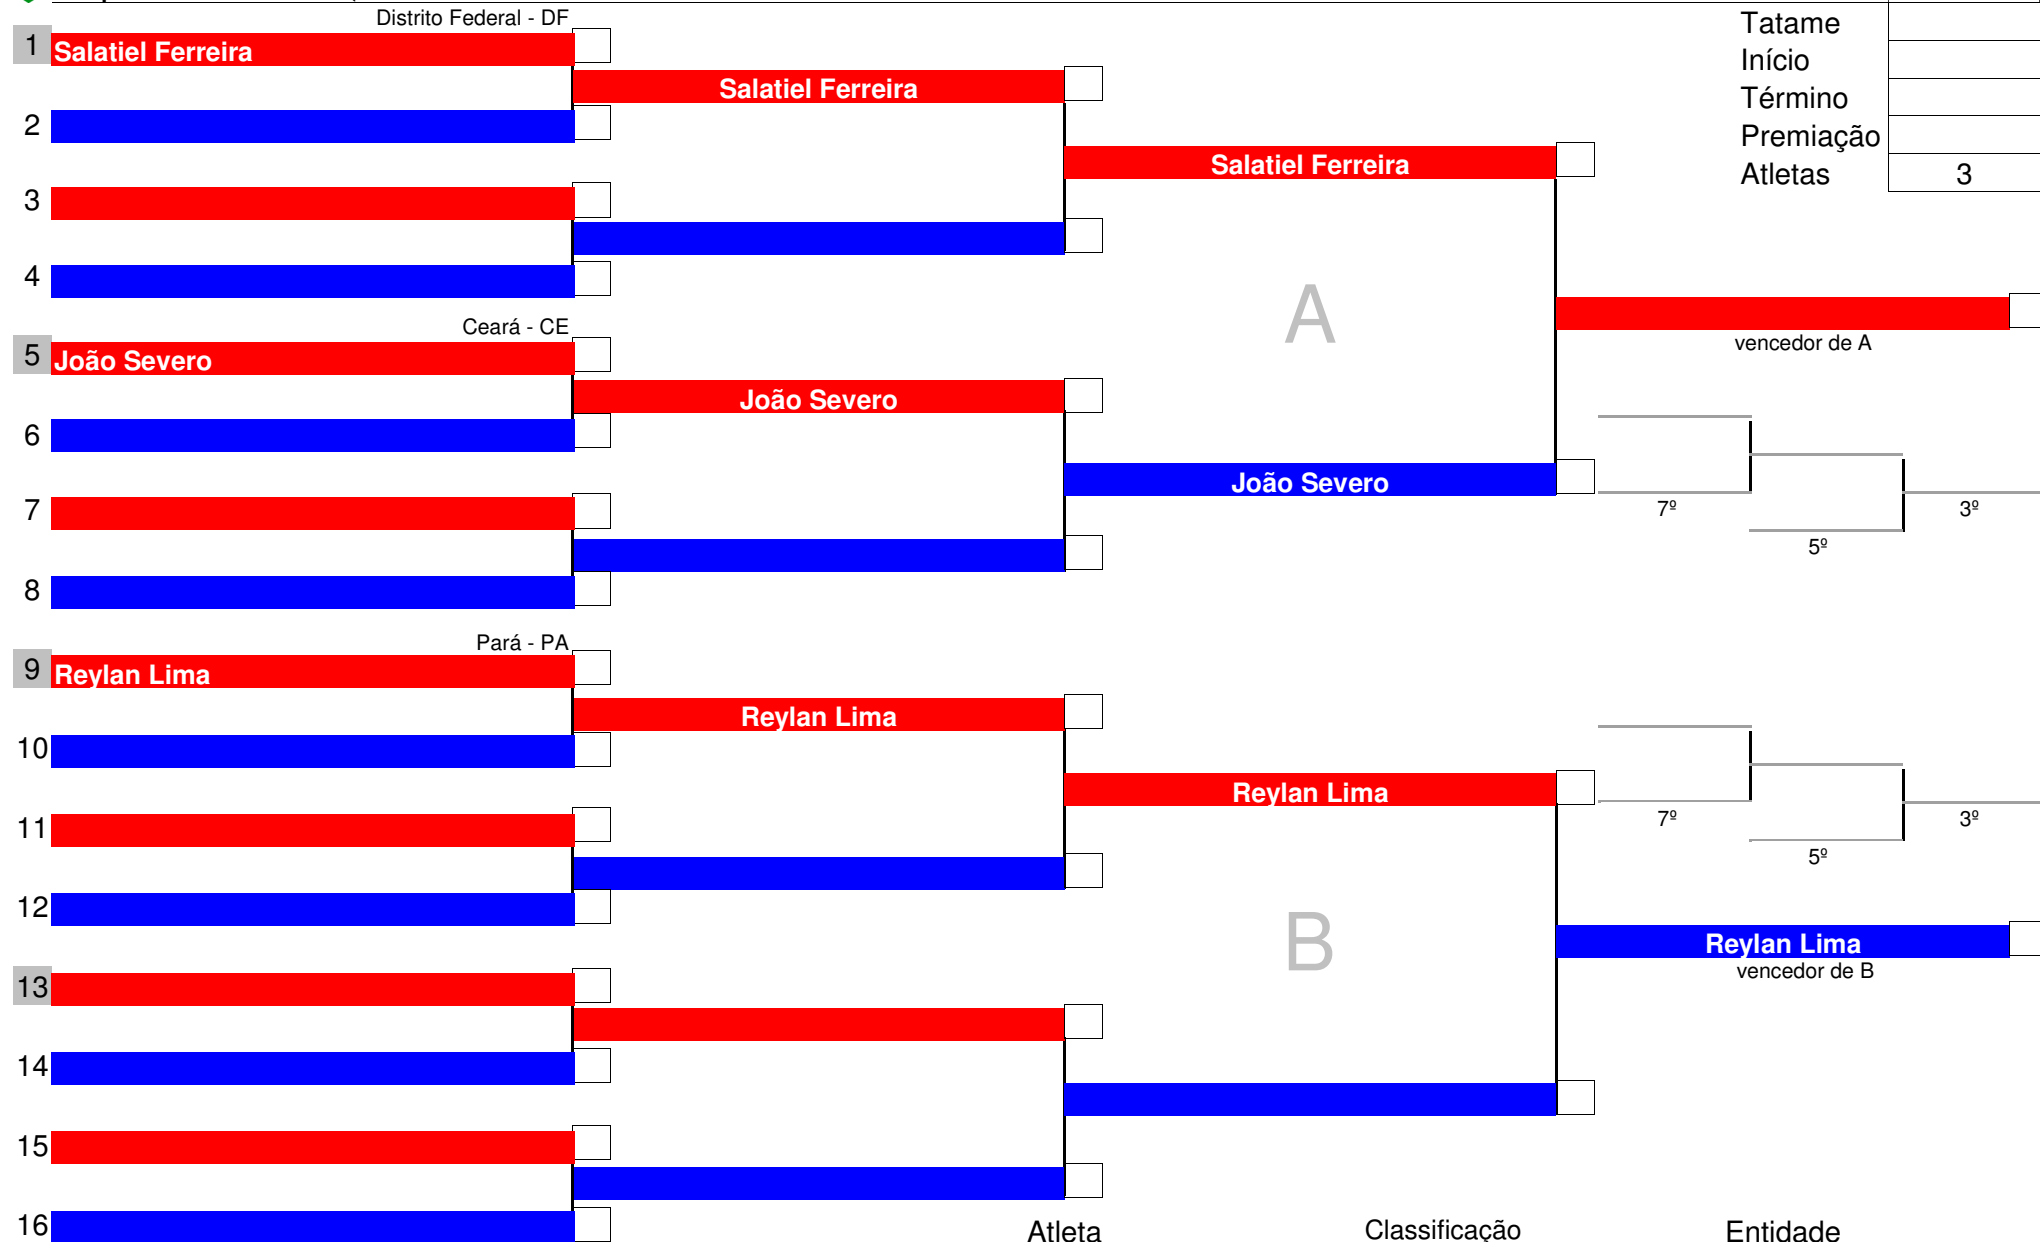 Distrito Federal - DF
Tatame
1 Salatiel Ferreira
Início
Salatiel Ferreira
Término
2
Premiação
Salatiel Ferreira
Atletas 3
3
4
A
Ceará - CE
vencedor de A
5 João Severo
João Severo
6
João Severo
7
7º 3º
5º
8
Pará - PA
9 Reylan Lima
Reylan Lima
10
Reylan Lima
11
7º 3º
5º
12
B
Reylan Lima
vencedor de B
13
14
15
16
Atleta Classificação Entidade